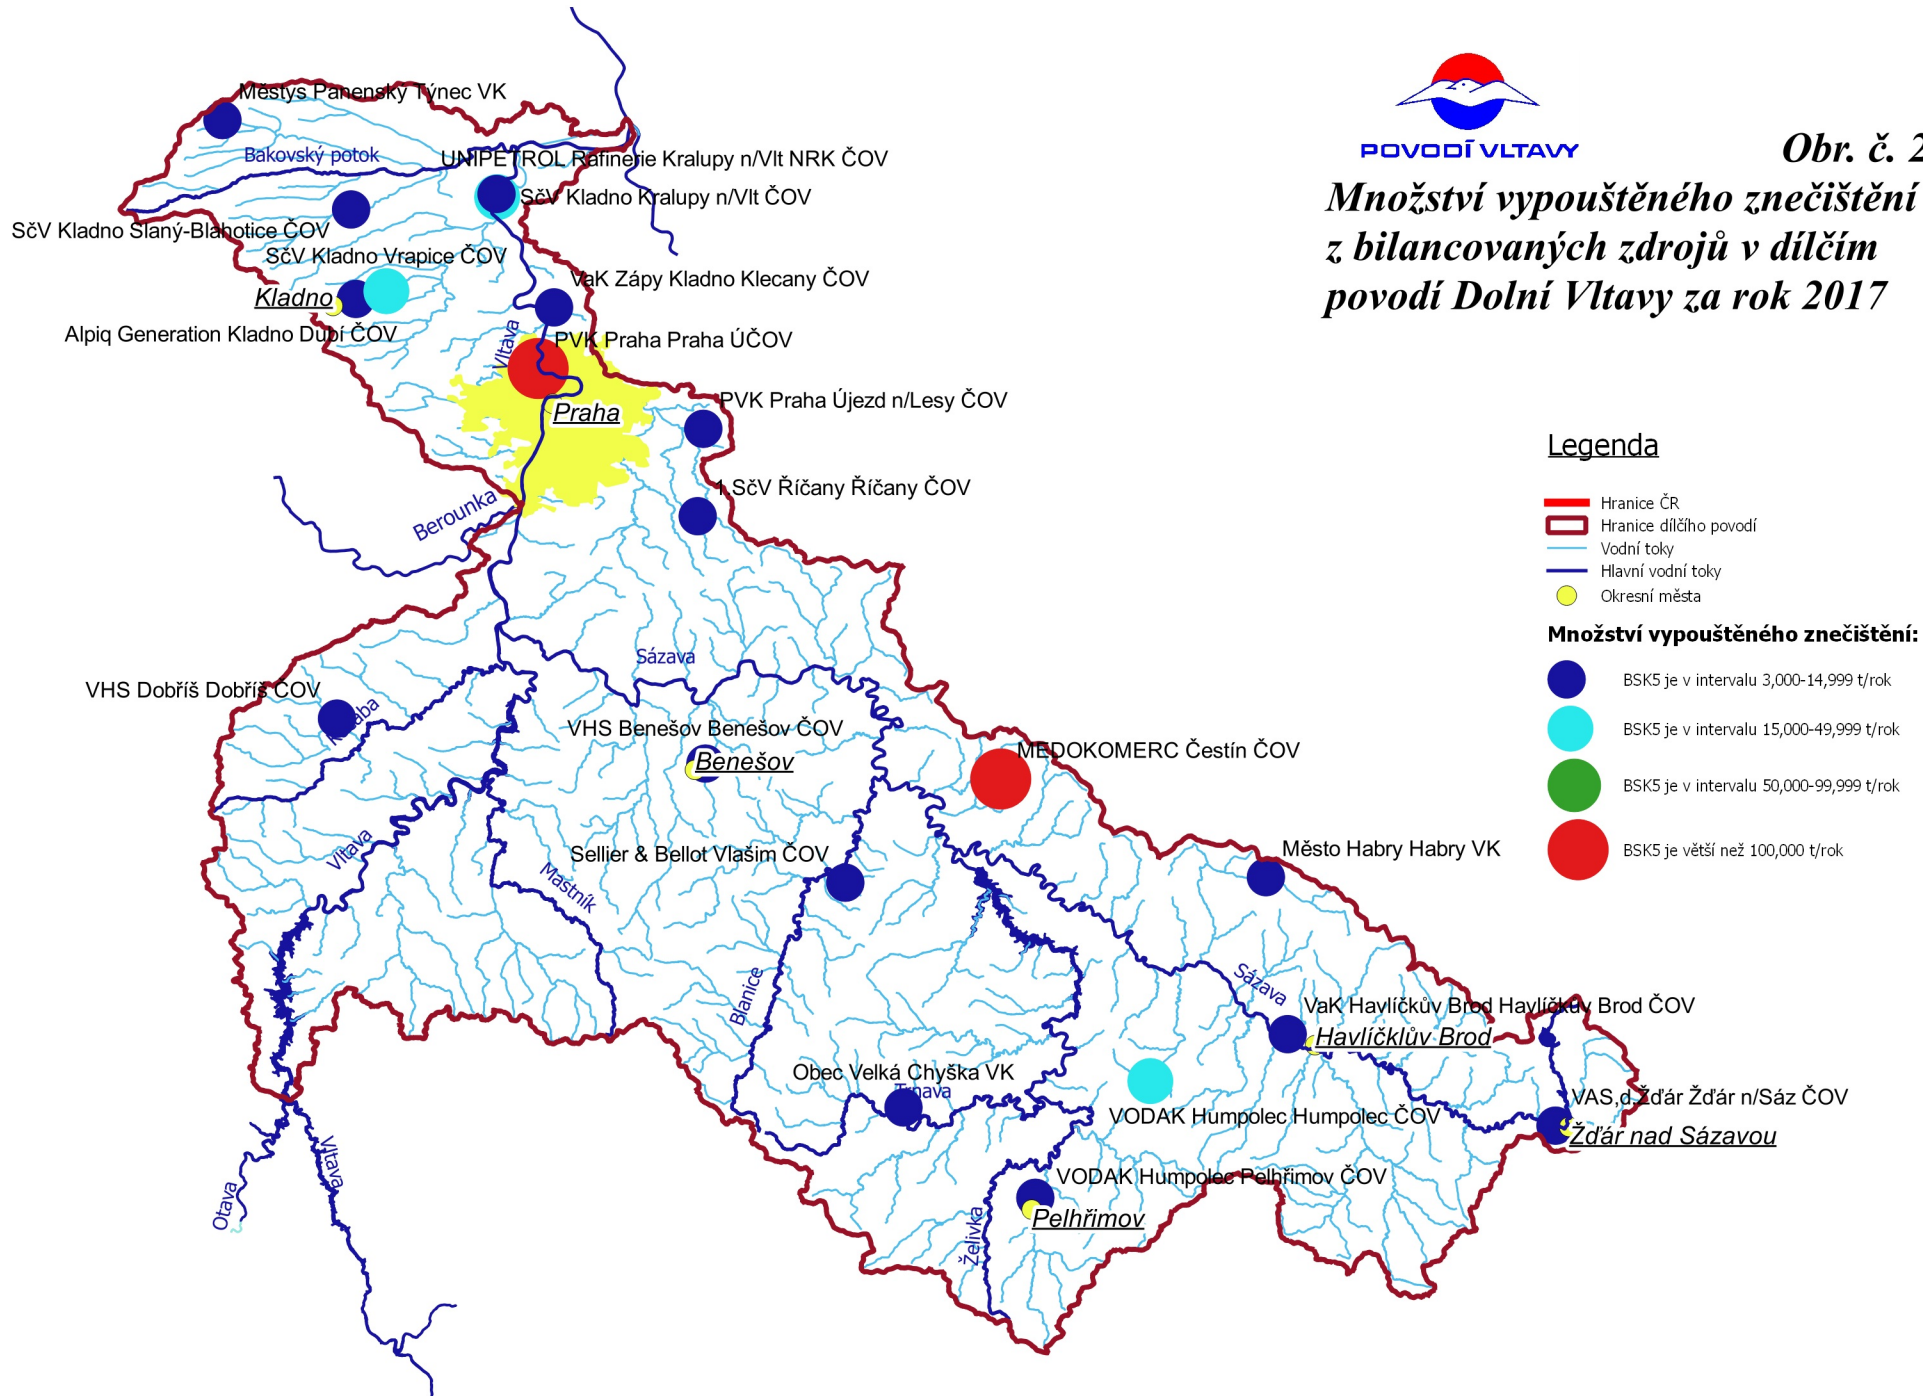 POVODÍ VLTAVY
Obr. č. 2
Množství vypouštěného znečištění
z bilancovaných zdrojů v dílčím
povodí Dolní Vltavy za rok 2017
Městys Panenský Týnec VK
Bakovský potok
UNIPETROL Rafinerie Kralupy n/Vlt NRK ČOV
SčV Kladno Kralupy n/Vlt ČOV
SčV Kladno Slaný-Blahotice ČOV
SčV Kladno Vrapice ČOV
VaK Zápy Kladno Klecany ČOV
Kladno
Alpiq Generation Kladno Dubí ČOV
Vltava
PVK Praha Praha ÚČOV
Praha
PVK Praha Újezd n/Lesy ČOV
1.SčV Říčany Říčany ČOV
Berounka
Sázava
VHS Dobříš Dobříš ČOV
VHS Benešov Benešov ČOV
Benešov
MEDOKOMERC Čestín ČOV
Vltava
Sellier & Bellot Vlašim ČOV
Mastník
Město Habry Habry VK
Blanice
Sázava
VaK Havlíčkův Brod Havlíčkův Brod ČOV
Havlíčklův Brod
Obec Velká Chyška VK
Trnava
VODAK Humpolec Humpolec ČOV
VAS,d.Žďár Žďár n/Sáz ČOV
Žďár nad Sázavou
VODAK Humpolec Pelhřimov ČOV
Pelhřimov
Želivka
Otava
Vltava
Legenda
Hranice ČR
Hranice dílčího povodí
Vodní toky
Hlavní vodní toky
Okresní města
Množství vypouštěného znečištění:
BSK5 je v intervalu 3,000-14,999 t/rok
BSK5 je v intervalu 15,000-49,999 t/rok
BSK5 je v intervalu 50,000-99,999 t/rok
BSK5 je větší než 100,000 t/rok